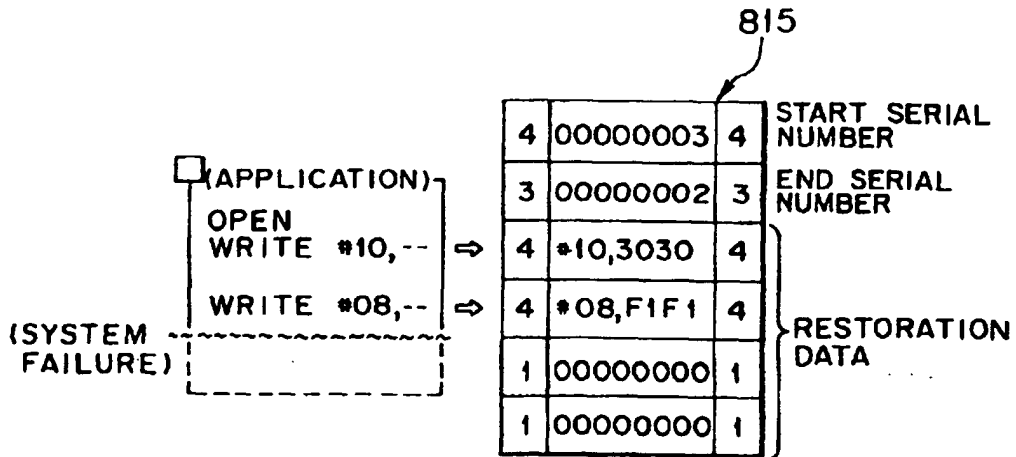 815
4 00000003 4 START SERIAL
NUMBER
3 00000002 3 END SERIAL
NUMBER
(APPLICATION)
OPEN
WRITE #10,-- ⇨ 4 #10,3030 4
WRITE #08,-- ⇨ 4 #08,F1F1 4
(SYSTEM
FAILURE)
RESTORATION
DATA
1 00000000 1
1 00000000 1